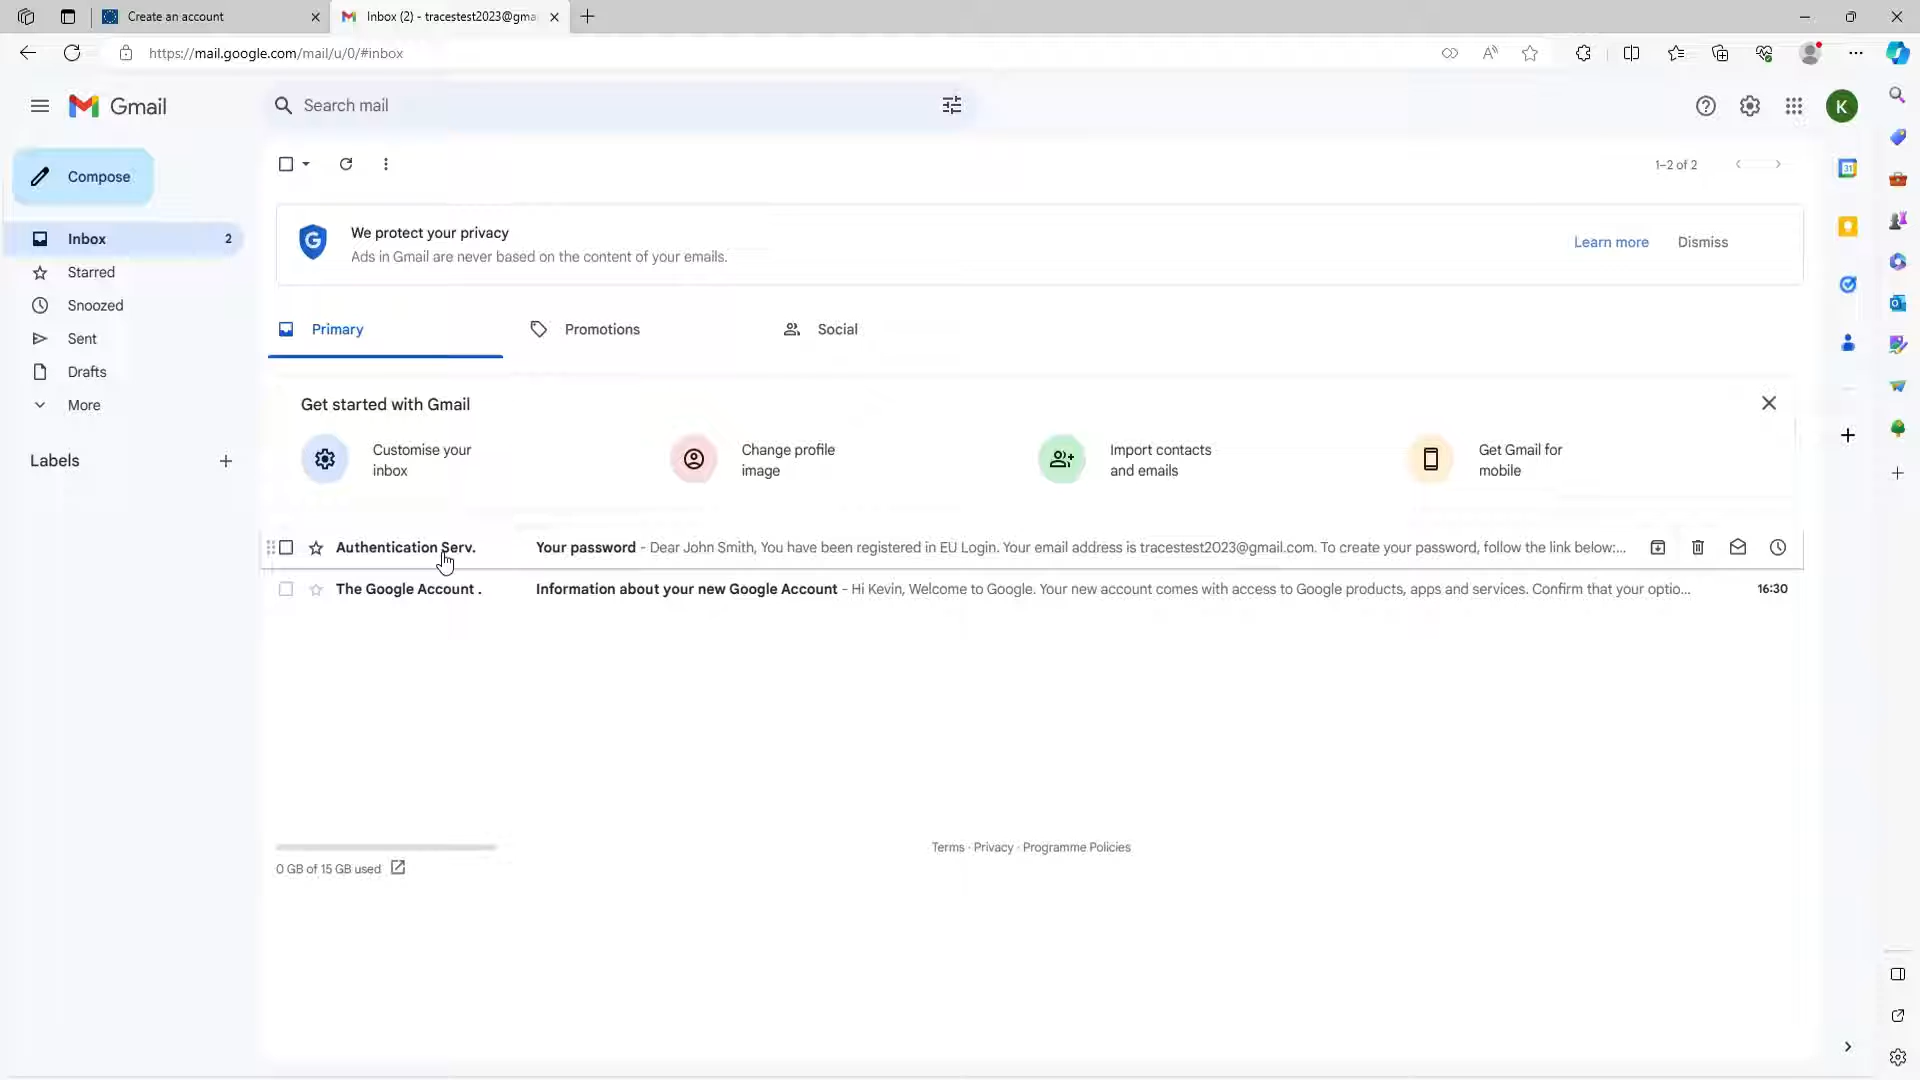 Create an account
Inbox (2) - tracestest2023@gma
https://mail.google.com/mail/u/0/#inbox
Gmail
Search mail
K
Compose
1–2 of 2
31
We protect your privacy
Ads in Gmail are never based on the content of your emails.
Learn more
Dismiss
Inbox
2
Starred
Snoozed
Sent
Drafts
More
Labels
Primary
Promotions
Social
Get started with Gmail
Customise your
inbox
Change profile
image
Import contacts
and emails
Get Gmail for
mobile
Authentication Serv. Your password - Dear John Smith, You have been registered in EU Login. Your email address is tracestest2023@gmail.com. To create your password, follow the link below:...
The Google Account . Information about your new Google Account - Hi Kevin, Welcome to Google. Your new account comes with access to Google products, apps and services. Confirm that your optio... 16:30
Terms · Privacy · Programme Policies
0 GB of 15 GB used